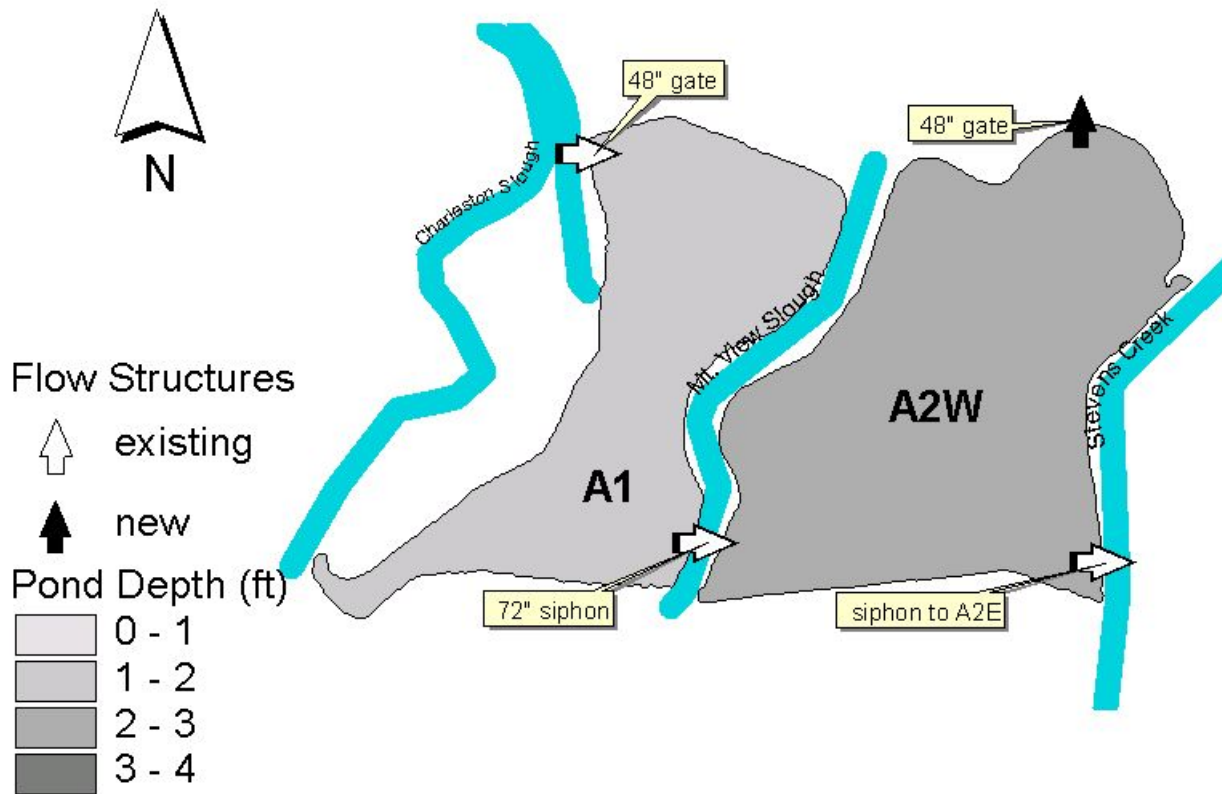 48" gate
48" gate
N
Charleston Slough
Mt. View Slough
Stevens Creek
A2W
A1
72" siphon
siphon to A2E
Flow Structures
existing
new
Pond Depth (ft)
0 - 1
1 - 2
2 - 3
3 - 4